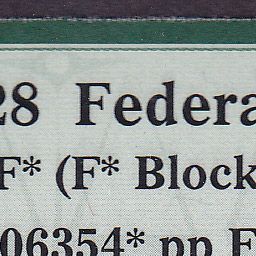 28 Federa
F* (F* Block
06354* pp F